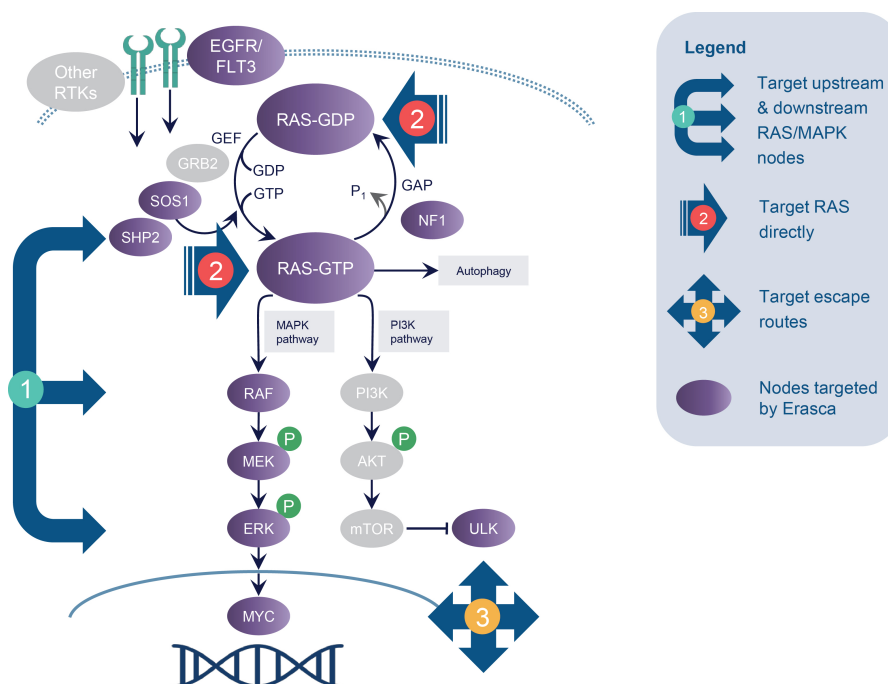 EGFR/
FLT3
Other
RTKs
RAS-GDP
2
GEF
GDP
GTP
GRB2
SOS1
SHP2
P1
GAP
NF1
2
RAS-GTP
Autophagy
MAPK
pathway
PI3K
pathway
1
RAF
PI3K
P
MEK
P
AKT
P
ERK
mTOR
ULK
MYC
3
Legend
1
Target upstream
& downstream
RAS/MAPK
nodes
2
Target RAS
directly
3
Target escape
routes
Nodes targeted
by Erasca